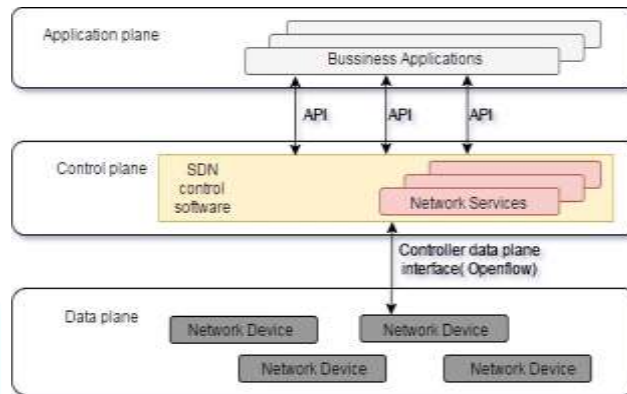 Application plane
Bussiness Applications
API
API
API
Control plane
SDN
control
software
Network Services
Controller data plane
interface( Openflow)
Data plane
Network Device
Network Device
Network Device
Network Device